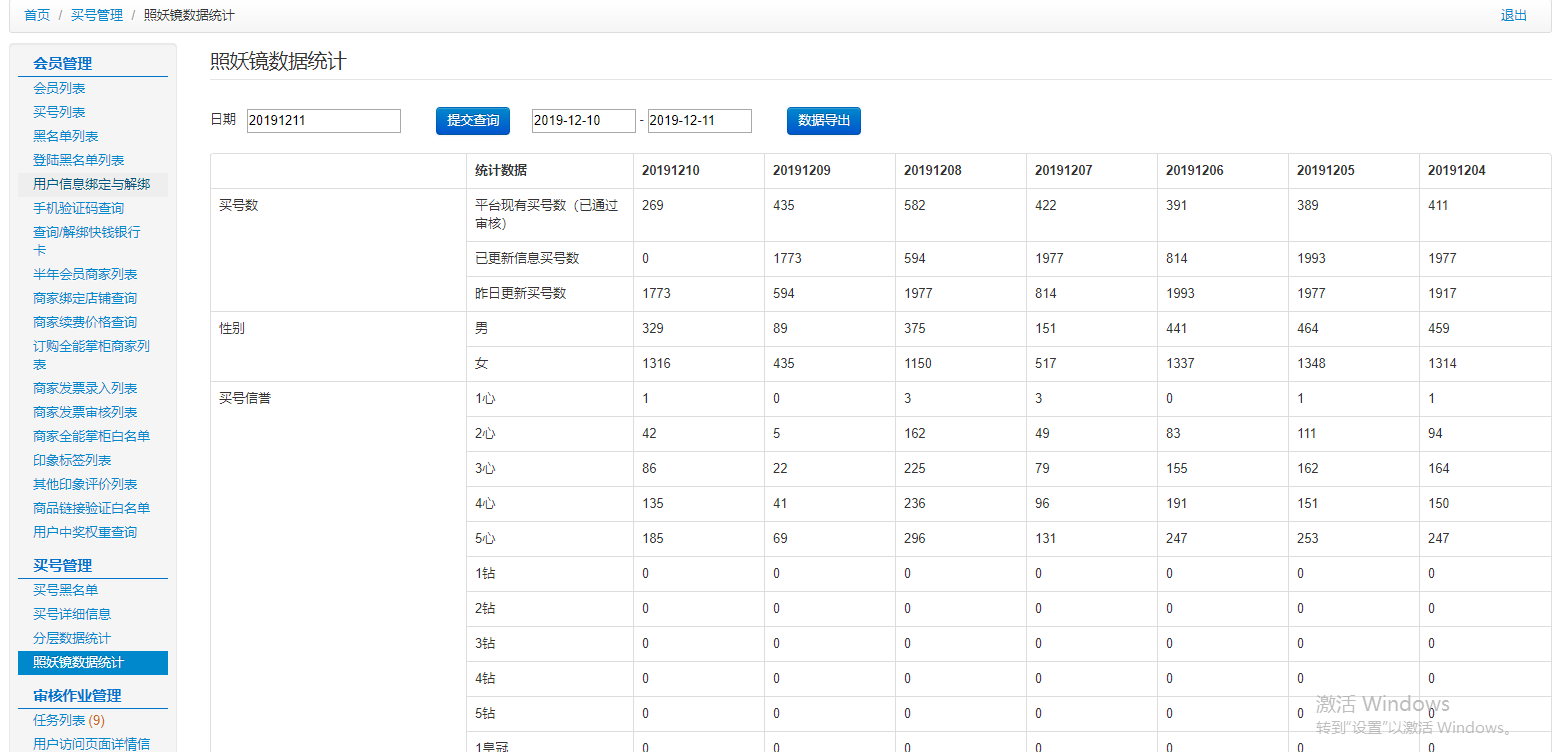 首页 / 买号管理 / 照妖镜数据统计 退出
会员管理
会员列表
买号列表
黑名单列表
登陆黑名单列表
用户信息绑定与解绑
手机验证码查询
查询/解绑快钱银行
卡
半年会员商家列表
商家绑定店铺查询
商家续费价格查询
订购全能掌柜商家列
表
商家发票录入列表
商家发票审核列表
商家全能掌柜白名单
印象标签列表
其他印象评价列表
商品链接验证白名单
用户中奖权重查询
买号管理
买号黑名单
买号详细信息
分层数据统计
照妖镜数据统计
审核作业管理
任务列表 (9)
用户访问页面详情信
照妖镜数据统计
日期 20191211 提交查询 2019-12-10 - 2019-12-11 数据导出
统计数据 20191210 20191209 20191208 20191207 20191206 20191205 20191204
买号数 平台现有买号数（已通过 269 435 582 422 391 389 411
审核）
已更新信息买号数 0 1773 594 1977 814 1993 1977
昨日更新买号数 1773 594 1977 814 1993 1977 1917
性别 男 329 89 375 151 441 464 459
女 1316 435 1150 517 1337 1348 1314
买号信誉 1心 1 0 3 3 0 1 1
2心 42 5 162 49 83 111 94
3心 86 22 225 79 155 162 164
4心 135 41 236 96 191 151 150
5心 185 69 296 131 247 253 247
1钻 0 0 0 0 0 0 0
2钻 0 0 0 0 0 0 0
3钻 0 0 0 0 0 0 0
4钻 0 0 0 0 0 0 0
5钻 0 0 0 0 0 0 0
1皇冠 0 0 0 0 0 0 0
激活 Windows
转到“设置”以激活 Windows。